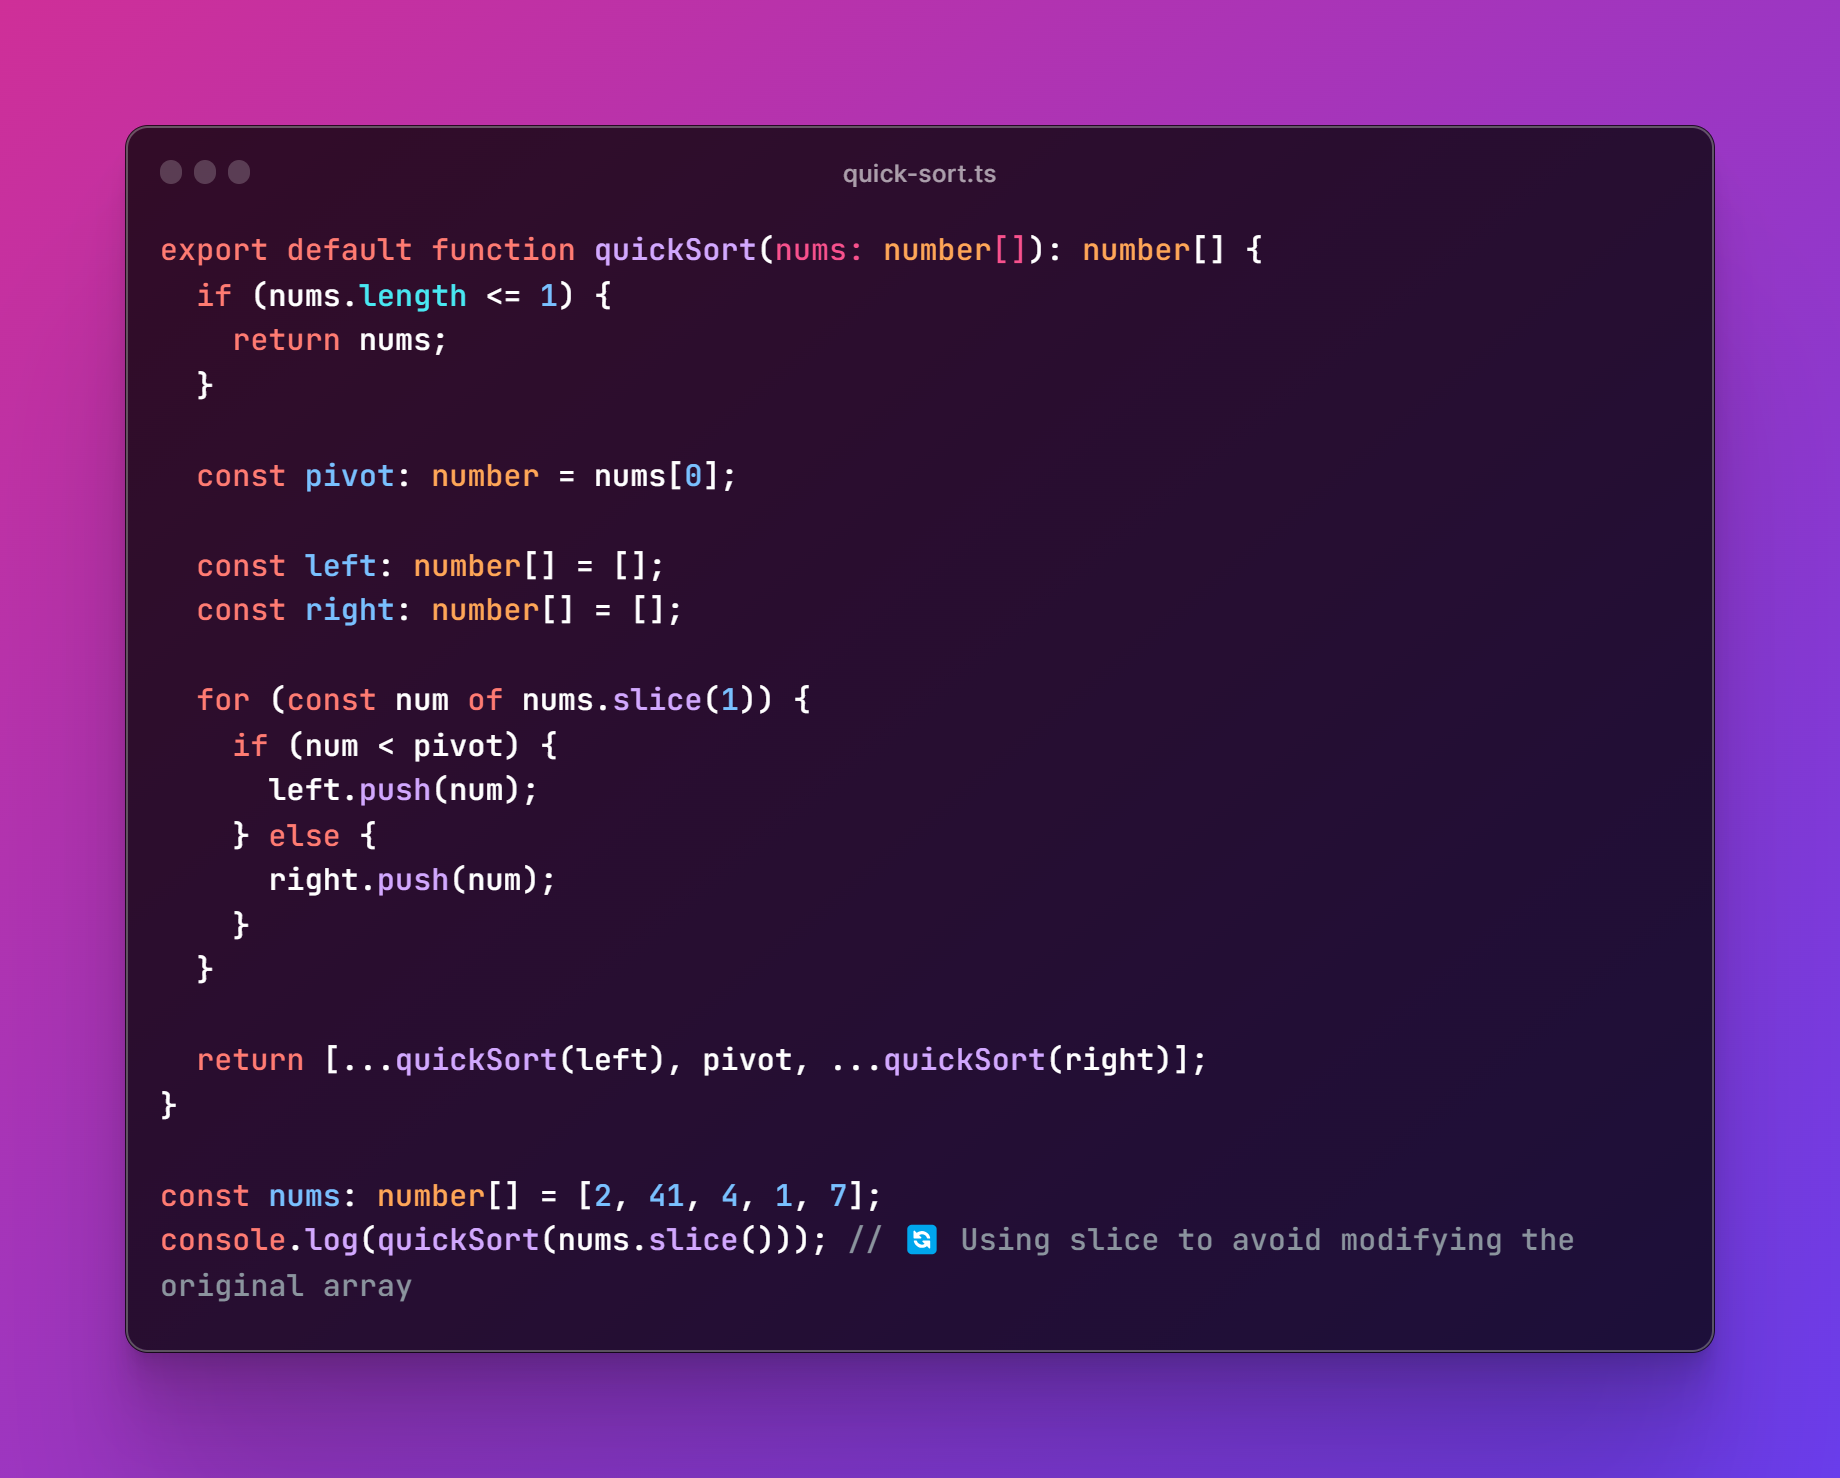 quick-sort.ts
export default function quickSort(nums: number[]): number[] {
  if (nums.length <= 1) {
    return nums;
  }

  const pivot: number = nums[0];

  const left: number[] = [];
  const right: number[] = [];

  for (const num of nums.slice(1)) {
    if (num < pivot) {
      left.push(num);
    } else {
      right.push(num);
    }
  }

  return [...quickSort(left), pivot, ...quickSort(right)];
}

const nums: number[] = [2, 41, 4, 1, 7];
console.log(quickSort(nums.slice())); // 🔄 Using slice to avoid modifying the
original array